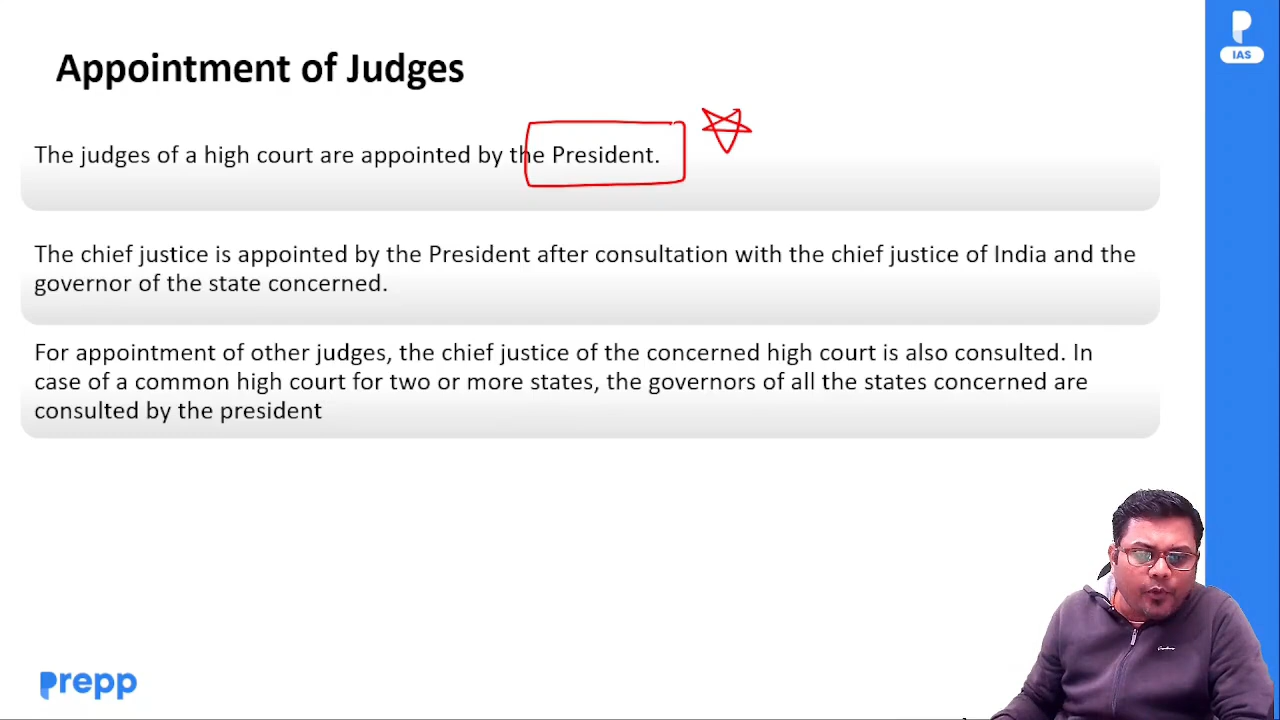 IAS
Appointment of Judges
The judges of a high court are appointed by the President.
The chief justice is appointed by the President after consultation with the chief justice of India and the
governor of the state concerned.
For appointment of other judges, the chief justice of the concerned high court is also consulted. In
case of a common high court for two or more states, the governors of all the states concerned are
consulted by the president
prepp